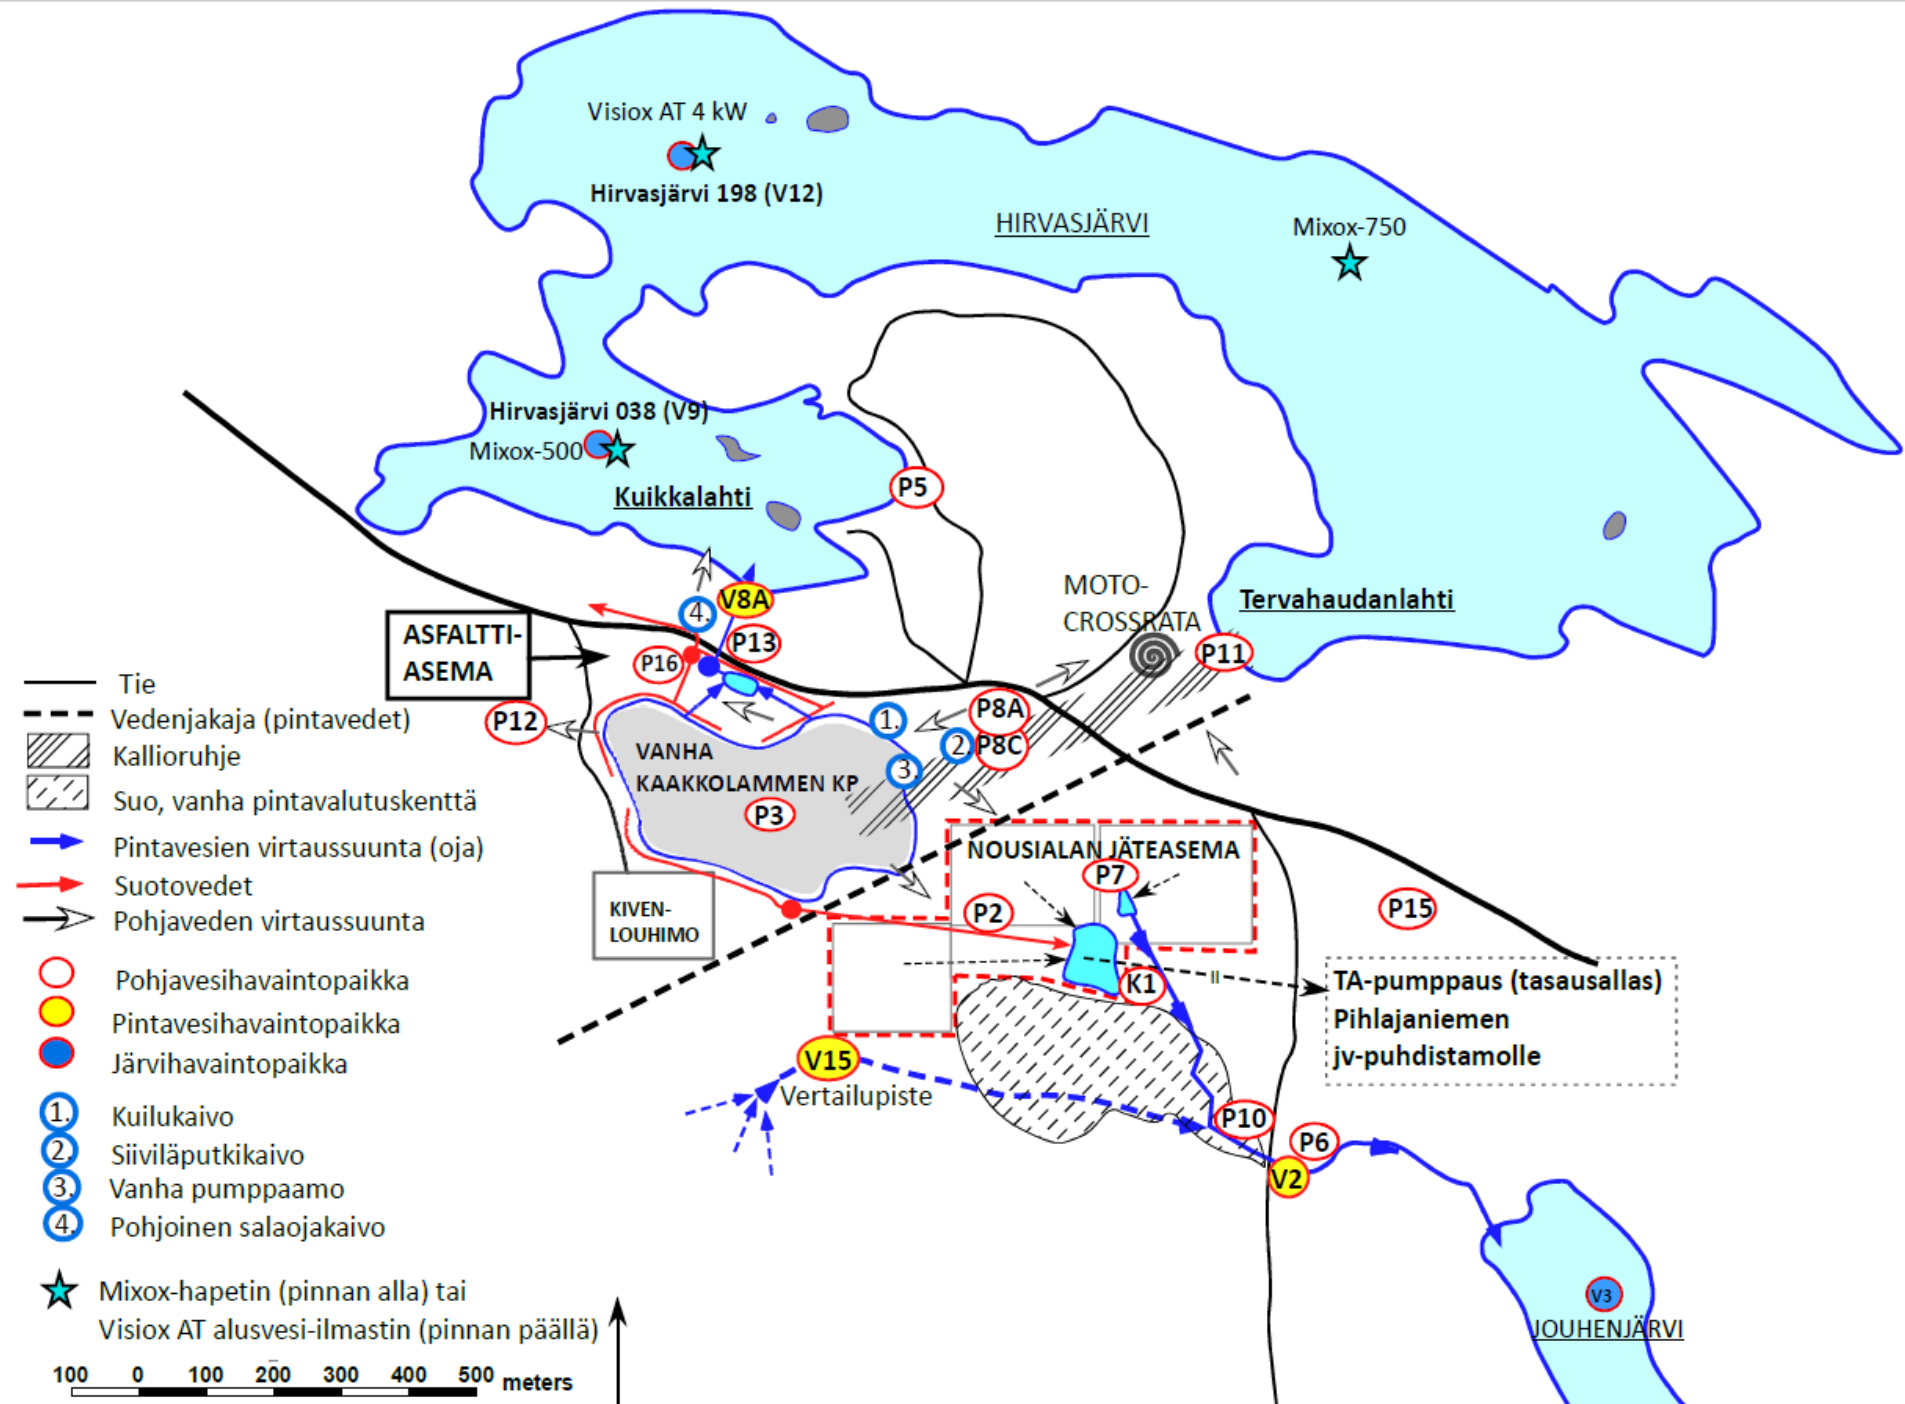 Visiox AT 4 kW
Hirvasjärvi 198 (V12)
HIRVASJÄRVI
Mixox-750
Hirvasjärvi 038 (V9)
Mixox-500
Kuikkalahti
P5
MOTO-
CROSSRATA
Tervahaudanlahti
4.
V8A
P13
P16
P11
ASFALTTI-
ASEMA
P12
1.
P8A
2.
P8C
3.
VANHA
KAAKKOLAMMEN KP
P3
NOUSIALAN JÄTEASEMA
P7
KIVEN-
LOUHIMO
P2
P15
K1
II
TA-pumppaus (tasausallas)
Pihlajaniemen
jv-puhdistamolle
V15
Vertailupiste
P10
P6
V2
V3
JOUHENJÄRVI
Tie
Vedenjakaja (pintavedet)
Kallioruhje
Suo, vanha pintavalutuskenttä
Pintavesien virtaussuunta (oja)
Suotovedet
Pohjaveden virtaussuunta
Pohjavesihavaintopaikka
Pintavesihavaintopaikka
Järvihavaintopaikka
1. Kuilukaivo
2. Siiviläputkikaivo
3. Vanha pumppaamo
4. Pohjoinen salaojakaivo
Mixox-hapetin (pinnan alla) tai
Visiox AT alusvesi-ilmastin (pinnan päällä)
100 0 100 200 300 400 500 meters